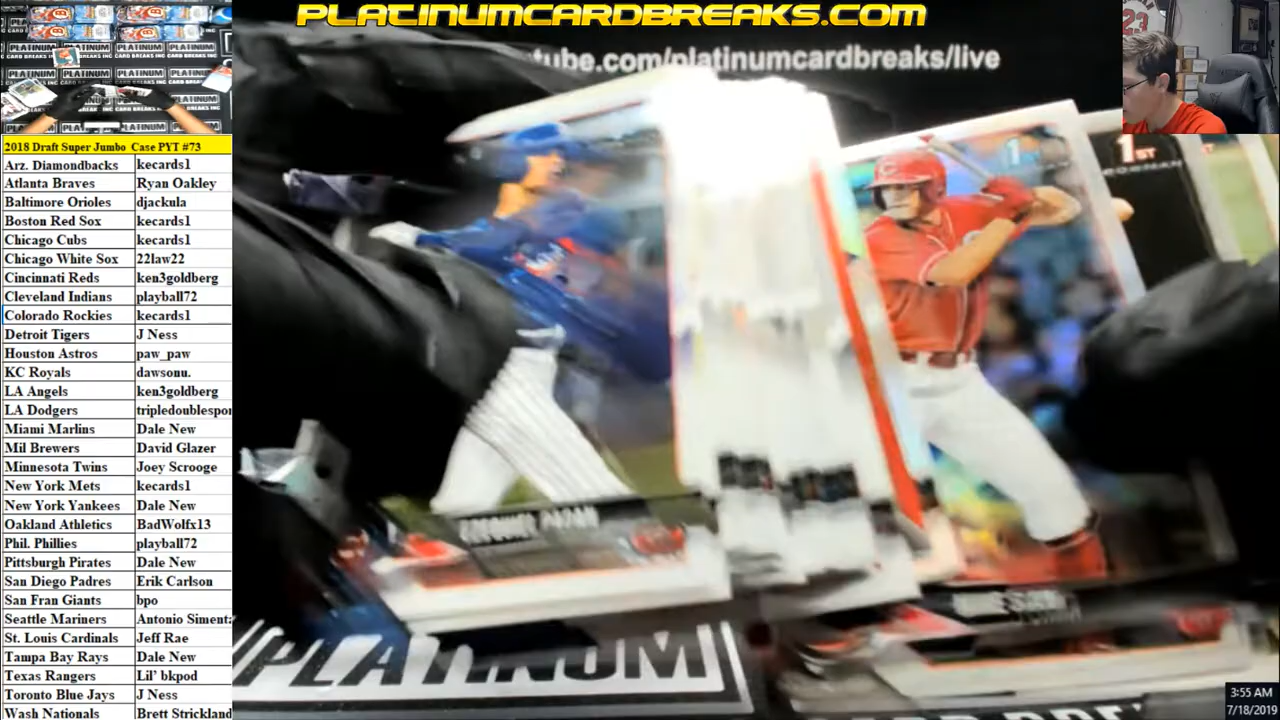 PLATINUMCARDBREAKS.COM
tube.com/platinumcardbreaks/live
2018 Draft Super Jumbo Case PYT #73
Arz. Diamondbacks kecards1
Atlanta Braves Ryan Oakley
Baltimore Orioles djackula
Boston Red Sox kecards1
Chicago Cubs kecards1
Chicago White Sox 22law22
Cincinnati Reds ken3goldberg
Cleveland Indians playball72
Colorado Rockies kecards1
Detroit Tigers J Ness
Houston Astros paw_paw
KC Royals dawsonu.
LA Angels ken3goldberg
LA Dodgers tripledoublespor
Miami Marlins Dale New
Mil Brewers David Glazer
Minnesota Twins Joey Scrooge
New York Mets kecards1
New York Yankees Dale New
Oakland Athletics BadWolfx13
Phil. Phillies playball72
Pittsburgh Pirates Dale New
San Diego Padres Erik Carlson
San Fran Giants bpo
Seattle Mariners Antonio Siment
St. Louis Cardinals Jeff Rae
Tampa Bay Rays Dale New
Texas Rangers Lil' bkpod
Toronto Blue Jays J Ness
Wash Nationals Brett Strickland
1ST
BOWMAN
PLATINUM
3:55 AM
7/18/2019
23
PLATINUM